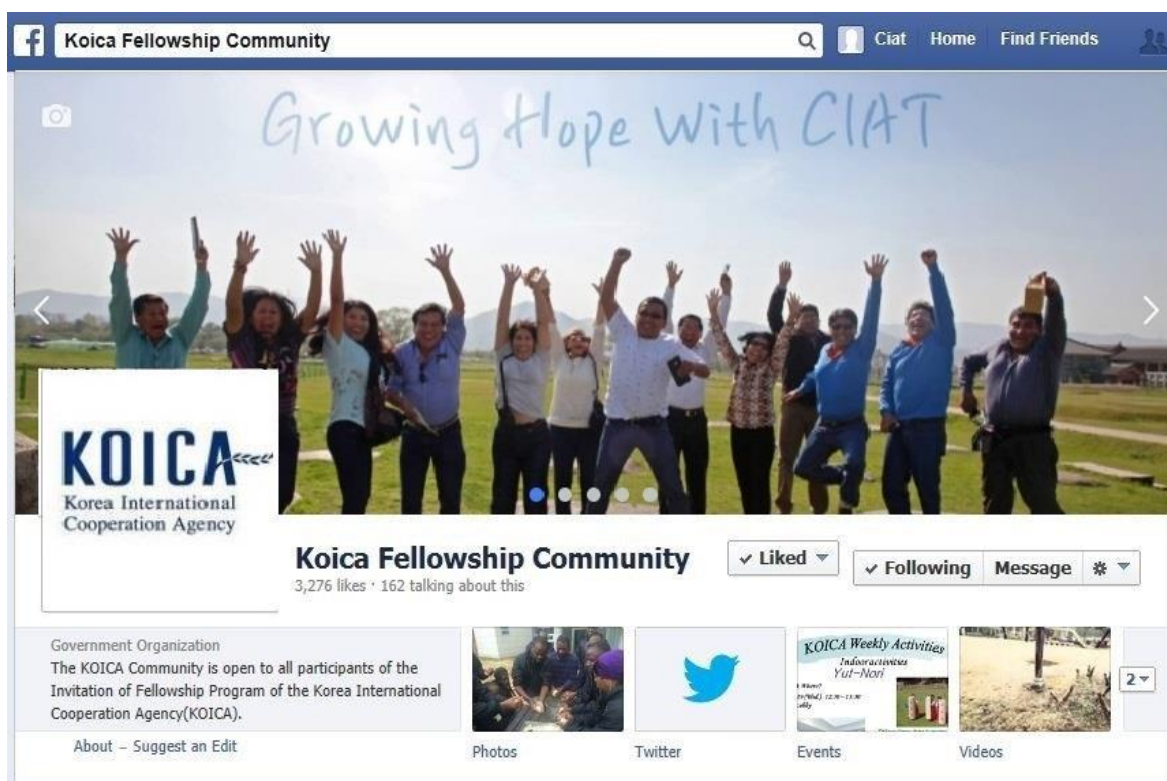 Koica Fellowship Community
Ciat Home Find Friends
Growing Hope With CIAT
KOICA
Korea International
Cooperation Agency
Koica Fellowship Community
3,276 likes · 162 talking about this
Liked
Following Message
Government Organization
The KOICA Community is open to all participants of the
Invitation of Fellowship Program of the Korea International
Cooperation Agency(KOICA).
About – Suggest an Edit
KOICA Weekly Activities
Indooractivities
Yut-Nori
2
Photos
Twitter
Events
Videos